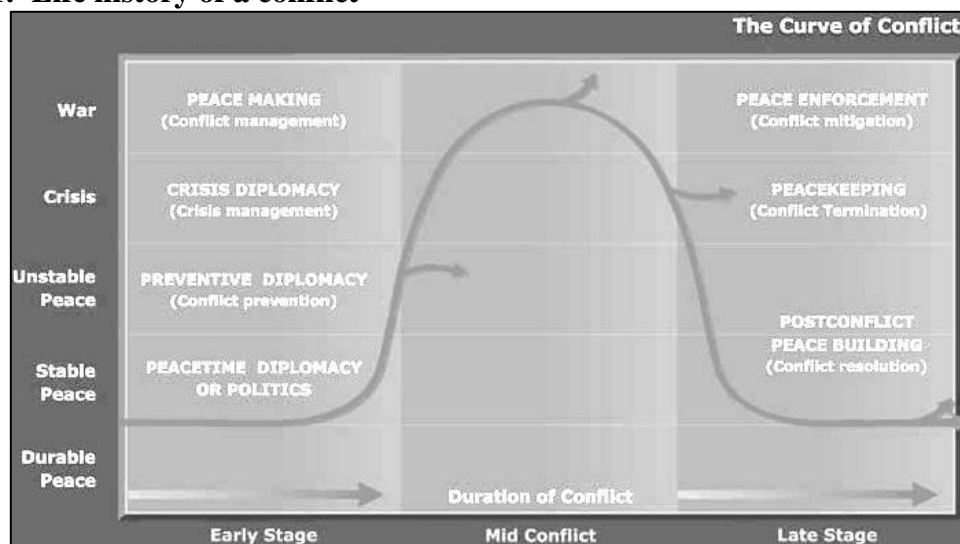 The Curve of Conflict
War
PEACE MAKING
(Conflict management)
PEACE ENFORCEMENT
(Conflict mitigation)
Crisis
CRISIS DIPLOMACY
(Crisis management)
PEACEKEEPING
(Conflict Termination)
Unstable
Peace
PREVENTIVE DIPLOMACY
(Conflict prevention)
Stable
Peace
PEACETIME DIPLOMACY
OR POLITICS
POSTCONFLICT
PEACE BUILDING
(Conflict resolution)
Durable
Peace
Duration of Conflict
Early Stage
Mid Conflict
Late Stage